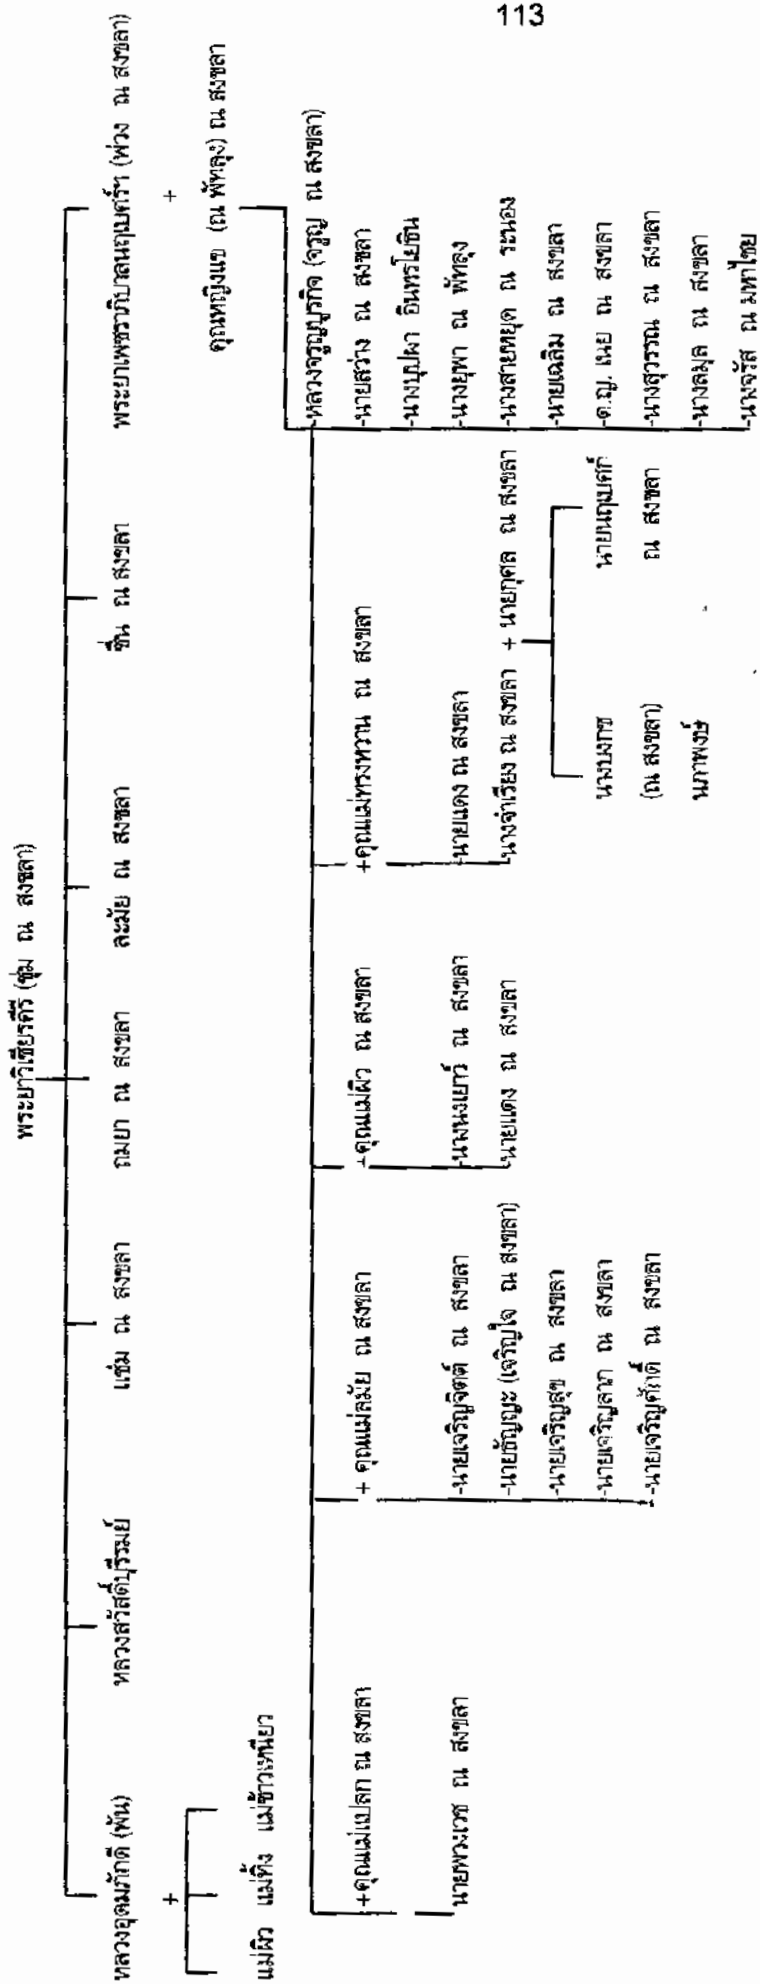 113
พระยาวิเชียรคีรี (ชุ่ม ณ สงขลา)
หลวงอุดมภักดี (พัน)
หลวงสวัสดิ์บุรีรมย์
แช่ม ณ สงขลา
ถมยา ณ สงขลา
ละมัย ณ สงขลา
ชื่น ณ สงขลา
พระยาเพชราภิบาลนฤเบศร์ฯ (พ่วง ณ สงขลา)
+
แม่ผิว แม่ทิ้ง แม่ข้าวเหนียว
+
คุณหญิงแข (ณ พัทลุง) ณ สงขลา
-หลวงจรูญบูรกิจ (จรูญ ณ สงขลา)
-นายสว่าง ณ สงขลา
-นางบุปผา อินทรโยธิน
-นางยุพา ณ พัทลุง
-นางสายหยุด ณ ระนอง
-นายเฉลิม ณ สงขลา
-ด.ญ. เนย ณ สงขลา
-นางสุวรรณ ณ สงขลา
-นางลมุล ณ สงขลา
-นางจรัส ณ มหาไชย
+คุณแม่แปลก ณ สงขลา
นายพวงเวช ณ สงขลา
+ คุณแม่ลมัย ณ สงขลา
-นายเจริญจิตต์ ณ สงขลา
-นายธัญญะ (เจริญใจ ณ สงขลา)
-นายเจริญสุข ณ สงขลา
-นายเจริญลาภ ณ สงขลา
-นายเจริญศักดิ์ ณ สงขลา
+คุณแม่ผิว ณ สงขลา
-นางนงเยาว์ ณ สงขลา
-นายแดง ณ สงขลา
+คุณแม่ทรงหวาน ณ สงขลา
-นายแดง ณ สงขลา
-นางจำเรียง ณ สงขลา + นายกุศล ณ สงขลา
นางบงกช
(ณ สงขลา)
นภาพงษ์
นายนฤเบศก์
ณ สงขลา